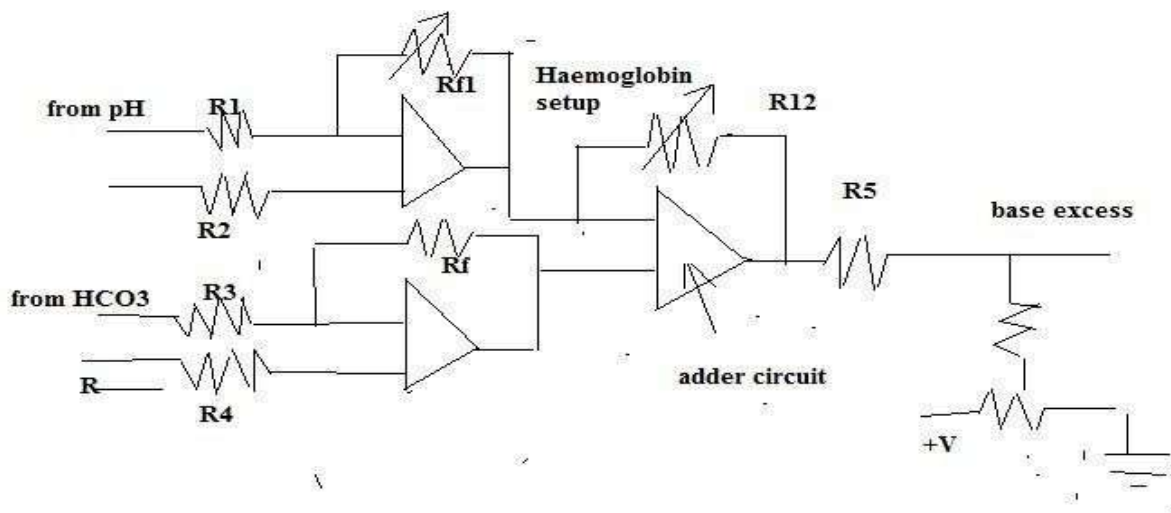 from pH
R1
R2
Rf1
Haemoglobin
setup
R12
R5
base excess
Rf
from HCO3
R3
R
R4
adder circuit
+V